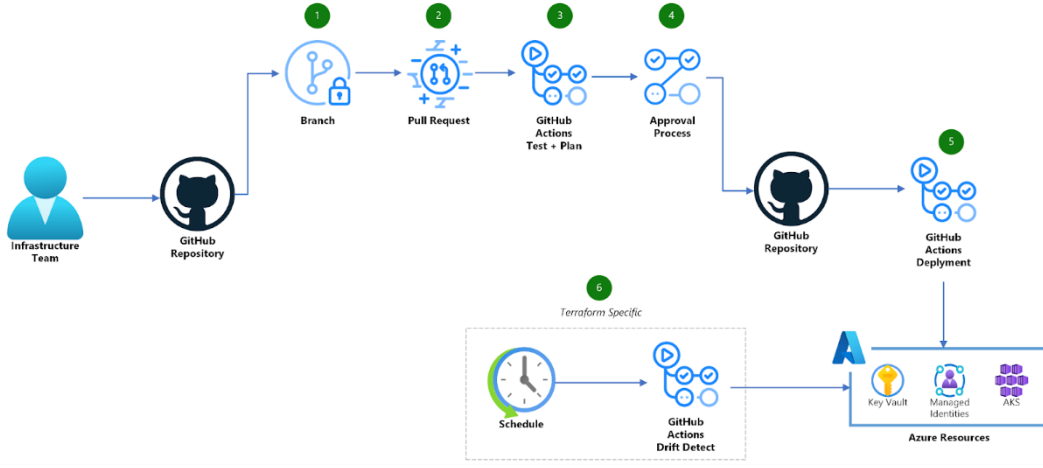 1
2
3
4
Branch
Pull Request
GitHub
Actions
Test + Plan
Approval
Process
5
Infrastructure
Team
GitHub
Repository
GitHub
Repository
GitHub
Actions
Deplyment
6
Terraform Specific
Schedule
GitHub
Actions
Drift Detect
Key Vault
Managed
Identities
AKS
Azure Resources